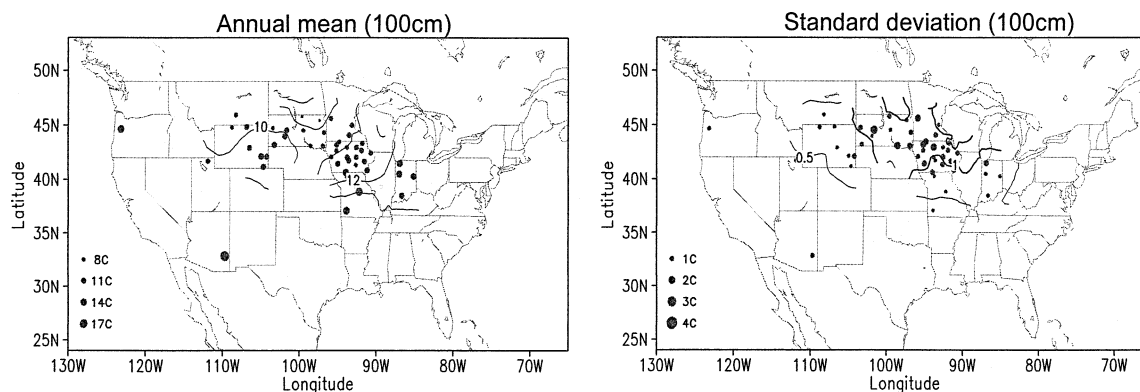 Annual mean (100cm)
50N
45N
40N
35N
30N
25N
Latitude
10
12
8C
11C
14C
17C
130W 120W 110W 100W 90W 80W 70W
Longitude
Standard deviation (100cm)
50N
45N
40N
35N
30N
25N
Latitude
0.5
1
1C
2C
3C
4C
130W 120W 110W 100W 90W 80W 70W
Longitude